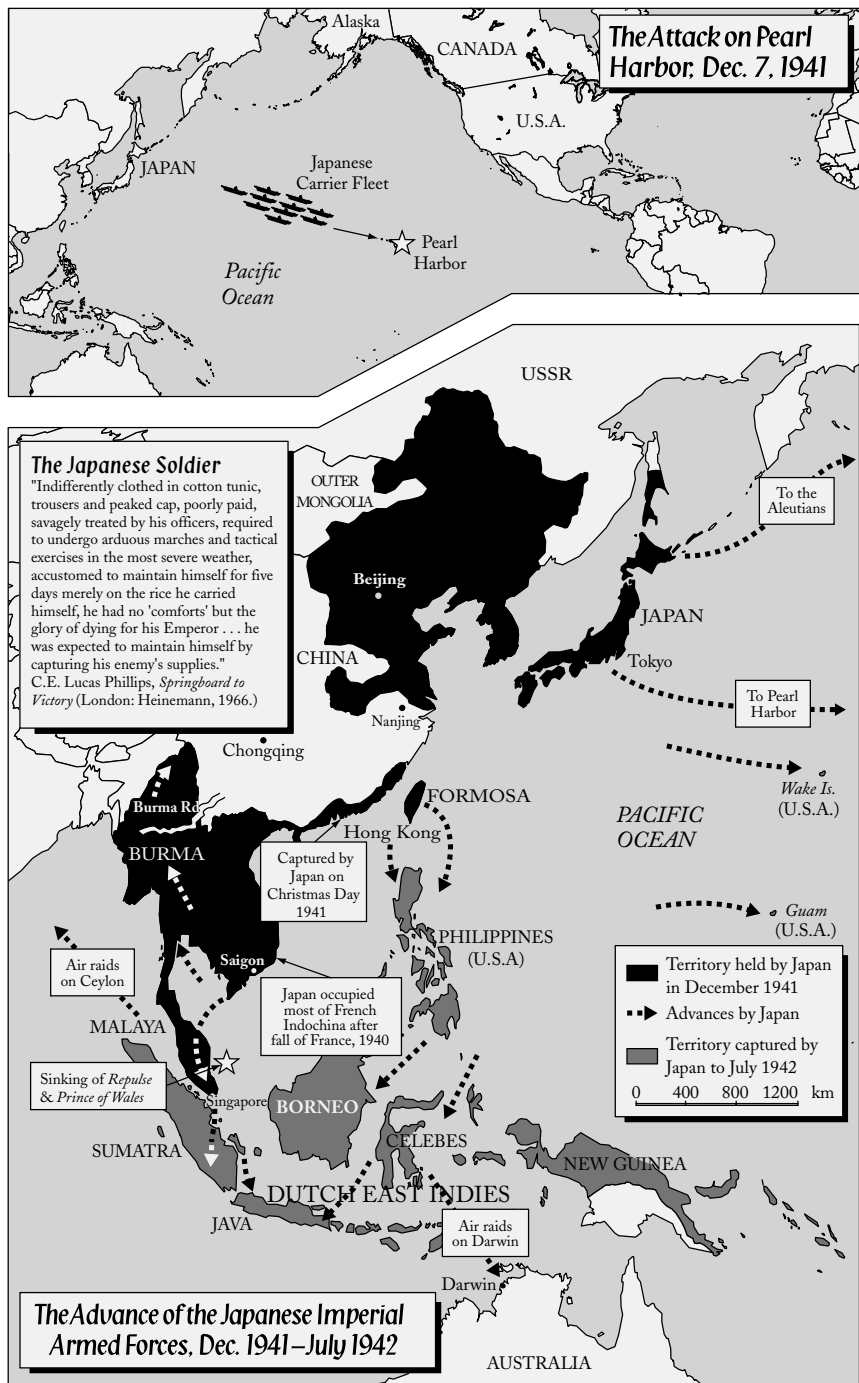 The Attack on Pearl
Harbor, Dec. 7, 1941
Alaska
CANADA
U.S.A.
JAPAN
Japanese
Carrier Fleet
Pearl
Harbor
Pacific
Ocean
USSR
The Japanese Soldier
"Indifferently clothed in cotton tunic,
trousers and peaked cap, poorly paid,
savagely treated by his officers, required
to undergo arduous marches and tactical
exercises in the most severe weather,
accustomed to maintain himself for five
days merely on the rice he carried
himself, he had no 'comforts' but the
glory of dying for his Emperor . . . he
was expected to maintain himself by
capturing his enemy's supplies."
C.E. Lucas Phillips, Springboard to
Victory (London: Heinemann, 1966.)
OUTER
MONGOLIA
To the
Aleutians
Beijing
JAPAN
Tokyo
CHINA
Nanjing
To Pearl
Harbor
Chongqing
Wake Is.
(U.S.A.)
Burma Rd.
FORMOSA
Hong Kong
PACIFIC
OCEAN
BURMA
Captured by
Japan on
Christmas Day
1941
Guam
(U.S.A.)
PHILIPPINES
(U.S.A)
Air raids
on Ceylon
Saigon
Japan occupied
most of French
Indochina after
fall of France, 1940
Territory held by Japan
in December 1941
Advances by Japan
Territory captured by
Japan to July 1942
0 400 800 1200 km
MALAYA
Sinking of Repulse
& Prince of Wales
Singapore
BORNEO
SUMATRA
CELEBES
NEW GUINEA
DUTCH EAST INDIES
JAVA
Air raids
on Darwin
Darwin
The Advance of the Japanese Imperial
Armed Forces, Dec. 1941–July 1942
AUSTRALIA